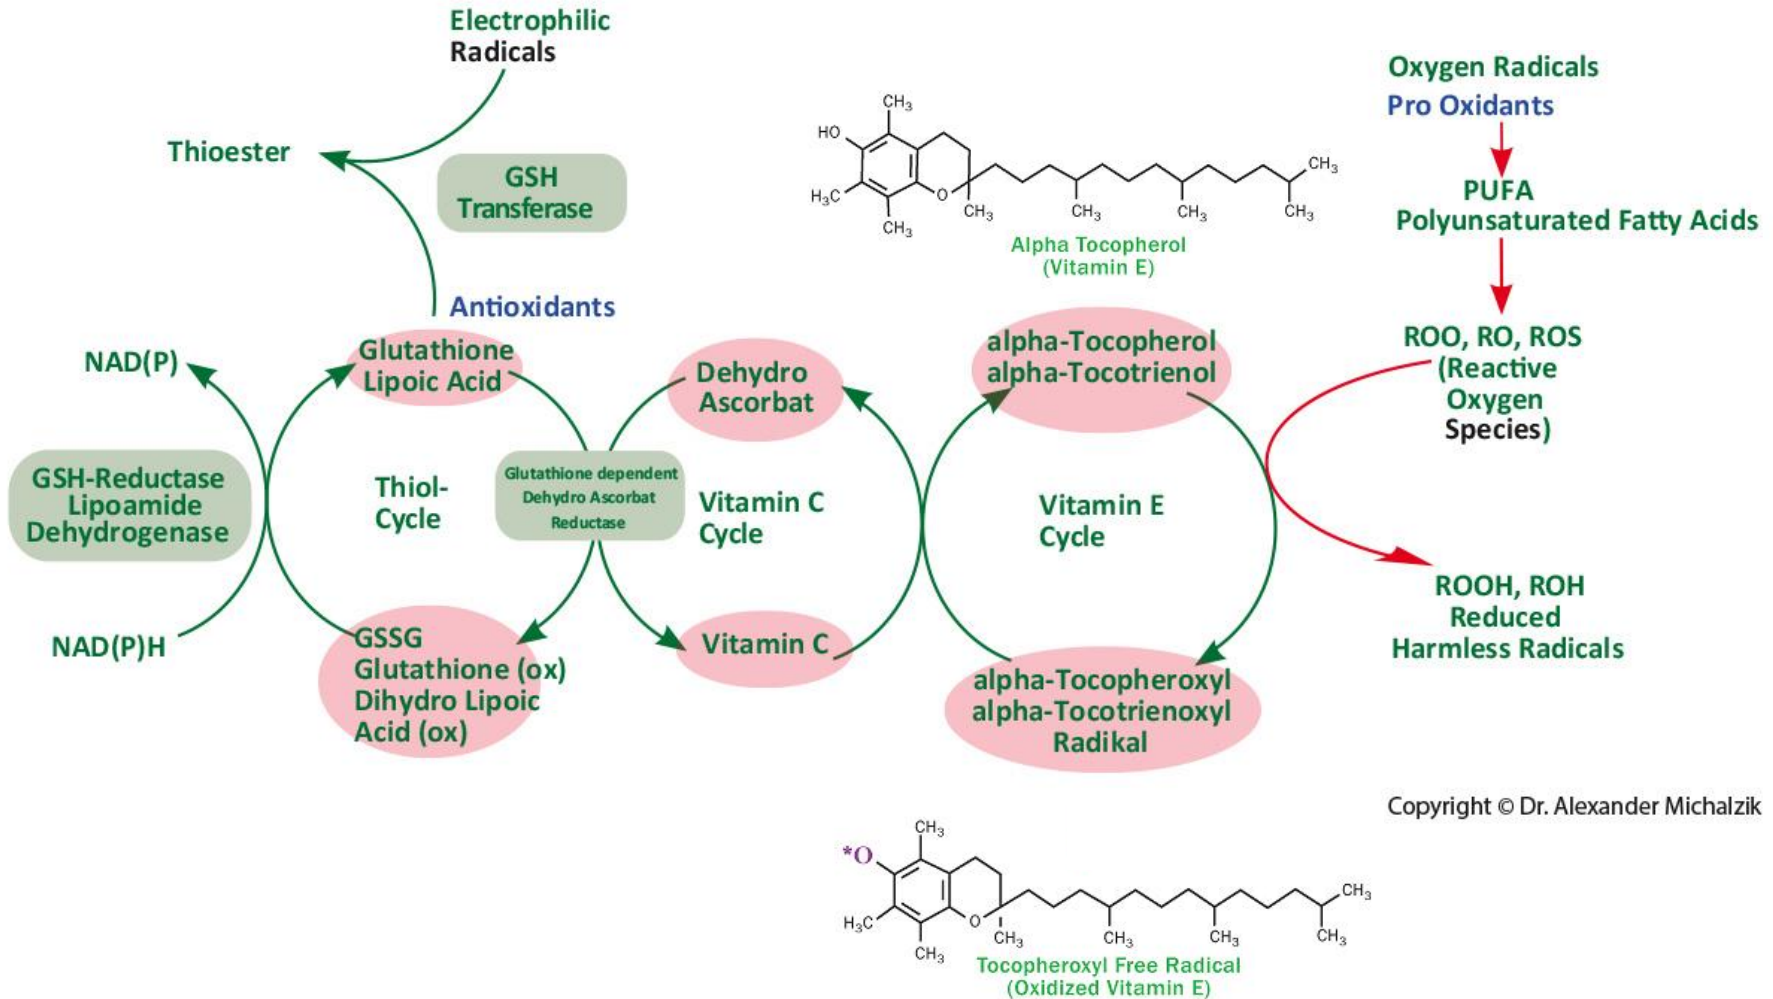 Electrophilic
Radicals
Thioester
GSH
Transferase
Antioxidants
Glutathione
Lipoic Acid
NAD(P)
GSH-Reductase
Lipoamide
Dehydrogenase
NAD(P)H
Thiol-
Cycle
GSSG
Glutathione (ox)
Dihydro Lipoic
Acid (ox)
Glutathione dependent
Dehydro Ascorbat
Reductase
Dehydro
Ascorbat
Vitamin C
Cycle
Vitamin C
HO
CH3
H3C
CH3
O
CH3
CH3
CH3
CH3
CH3
Alpha Tocopherol
(Vitamin E)
alpha-Tocopherol
alpha-Tocotrienol
Vitamin E
Cycle
alpha-Tocopheroxyl
alpha-Tocotrienoxyl
Radikal
Oxygen Radicals
Pro Oxidants
PUFA
Polyunsaturated Fatty Acids
ROO, RO, ROS
(Reactive
Oxygen
Species)
ROOH, ROH
Reduced
Harmless Radicals
Copyright © Dr. Alexander Michalzik
*O
CH3
H3C
CH3
O
CH3
CH3
CH3
CH3
CH3
Tocopheroxyl Free Radical
(Oxidized Vitamin E)